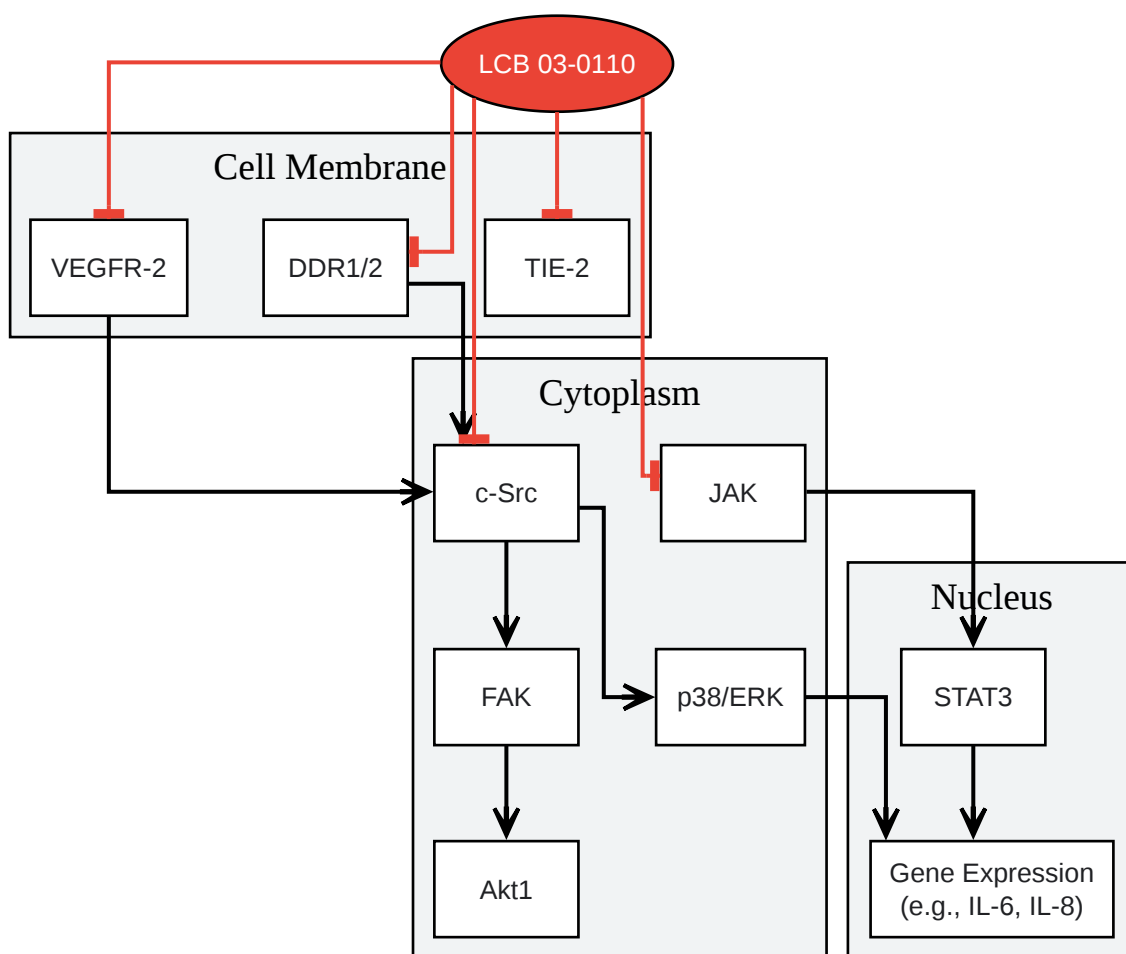 LCB 03-0110
Cell Membrane
VEGFR-2
DDR1/2
TIE-2
Cytoplasm
c-Src
JAK
Nucleus
FAK
p38/ERK
STAT3
Akt1
Gene Expression
(e.g., IL-6, IL-8)